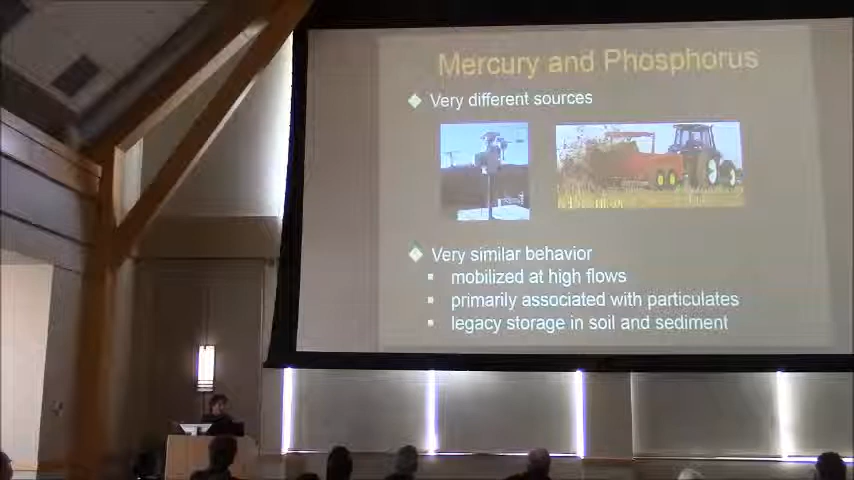 Mercury and Phosphorus
Very different sources
Very similar behavior
mobilized at high flows
primarily associated with particulates
legacy storage in soil and sediment